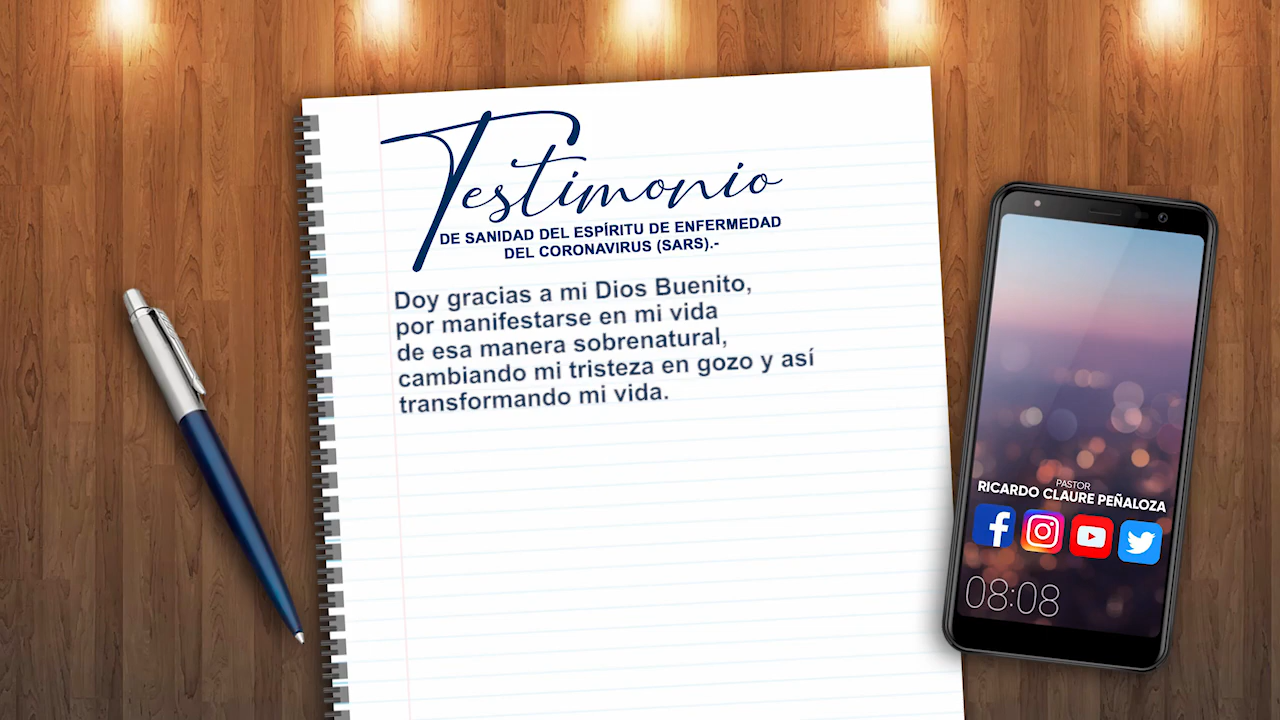 Testimonio
DE SANIDAD DEL ESPÍRITU DE ENFERMEDAD
DEL CORONAVIRUS (SARS).-
Doy gracias a mi Dios Buenito,
por manifestarse en mi vida
de esa manera sobrenatural,
cambiando mi tristeza en gozo y así
transformando mi vida.
PASTOR
RICARDO CLAURE PEÑALOZA
08:08